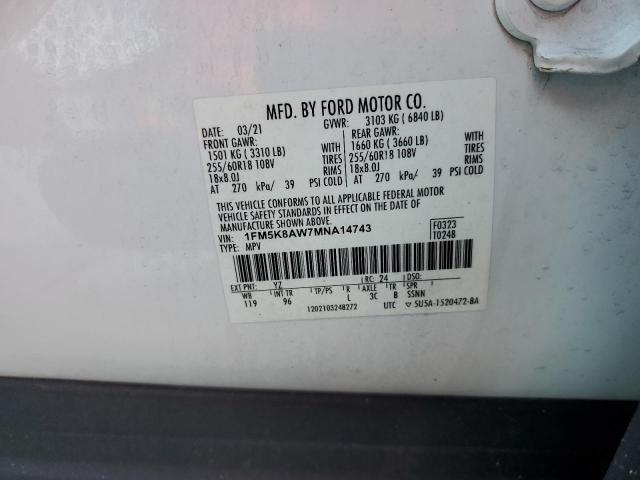 MFD. BY FORD MOTOR CO.
DATE: 03/21 GVWR: 3103 KG ( 6840 LB)
FRONT GAWR: REAR GAWR:
1501 KG ( 3310 LB) WITH 1660 KG ( 3660 LB) WITH
255/60R18 108V TIRES 255/60R18 108V TIRES
18x8.0J RIMS 18x8.0J RIMS
AT 270 kPa/ 39 PSI COLD AT 270 kPa/ 39 PSI COLD
THIS VEHICLE CONFORMS TO ALL APPLICABLE FEDERAL MOTOR
VEHICLE SAFETY STANDARDS IN EFFECT ON THE DATE OF
MANUFACTURE SHOWN ABOVE.
VIN: 1FM5K8AW7MNA14743 F0323
TYPE: MPV T0248
EXT PNT: YZ RC: 24 DSO:
WB INT TR TP/PS R AXLE TR SPR
119 96 L 3C B SSNN
1202103248272 UTC 5U5A-1520472-BA